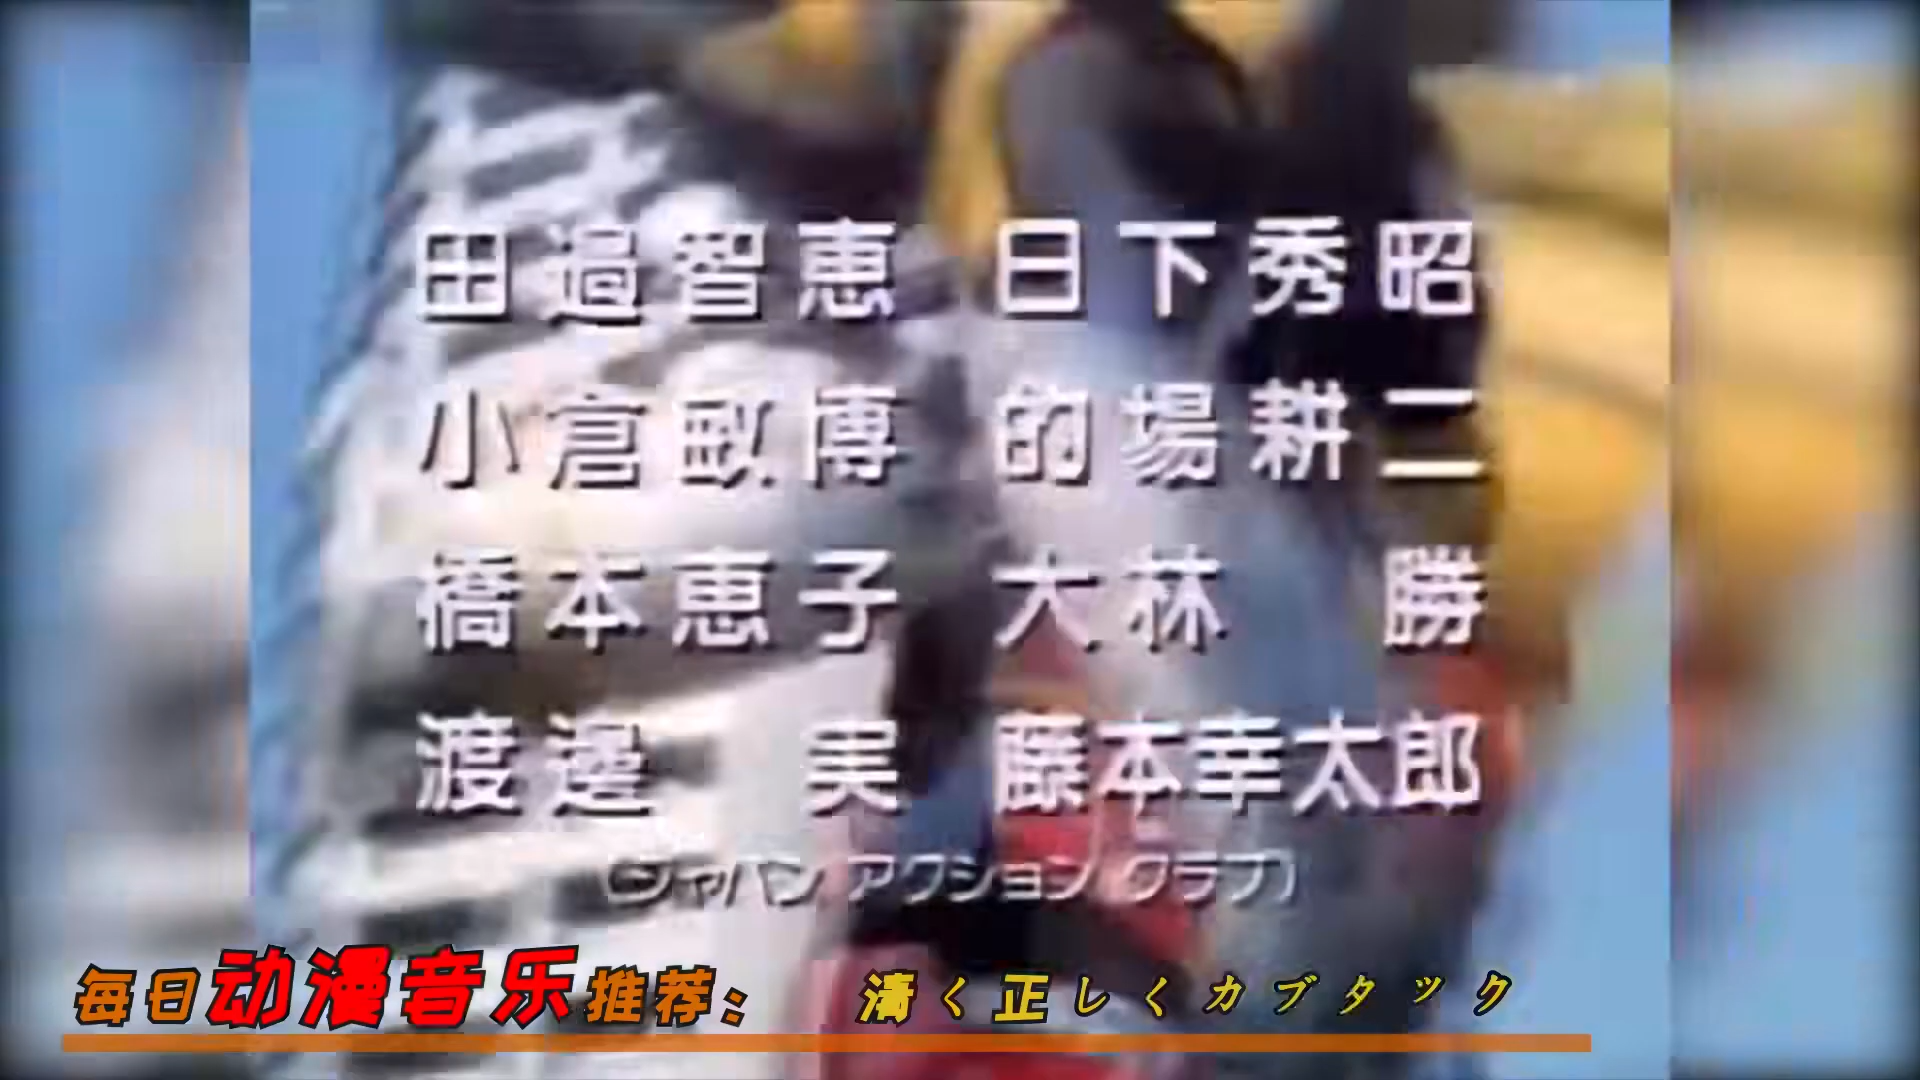 田邉智恵 日下秀昭
小倉敏博 的場耕二
橋本恵子 大林 勝
渡邊 実 藤本幸太郎
(ジャパン アクション クラブ)
每日动漫音乐推荐: 清く正しくカブタック